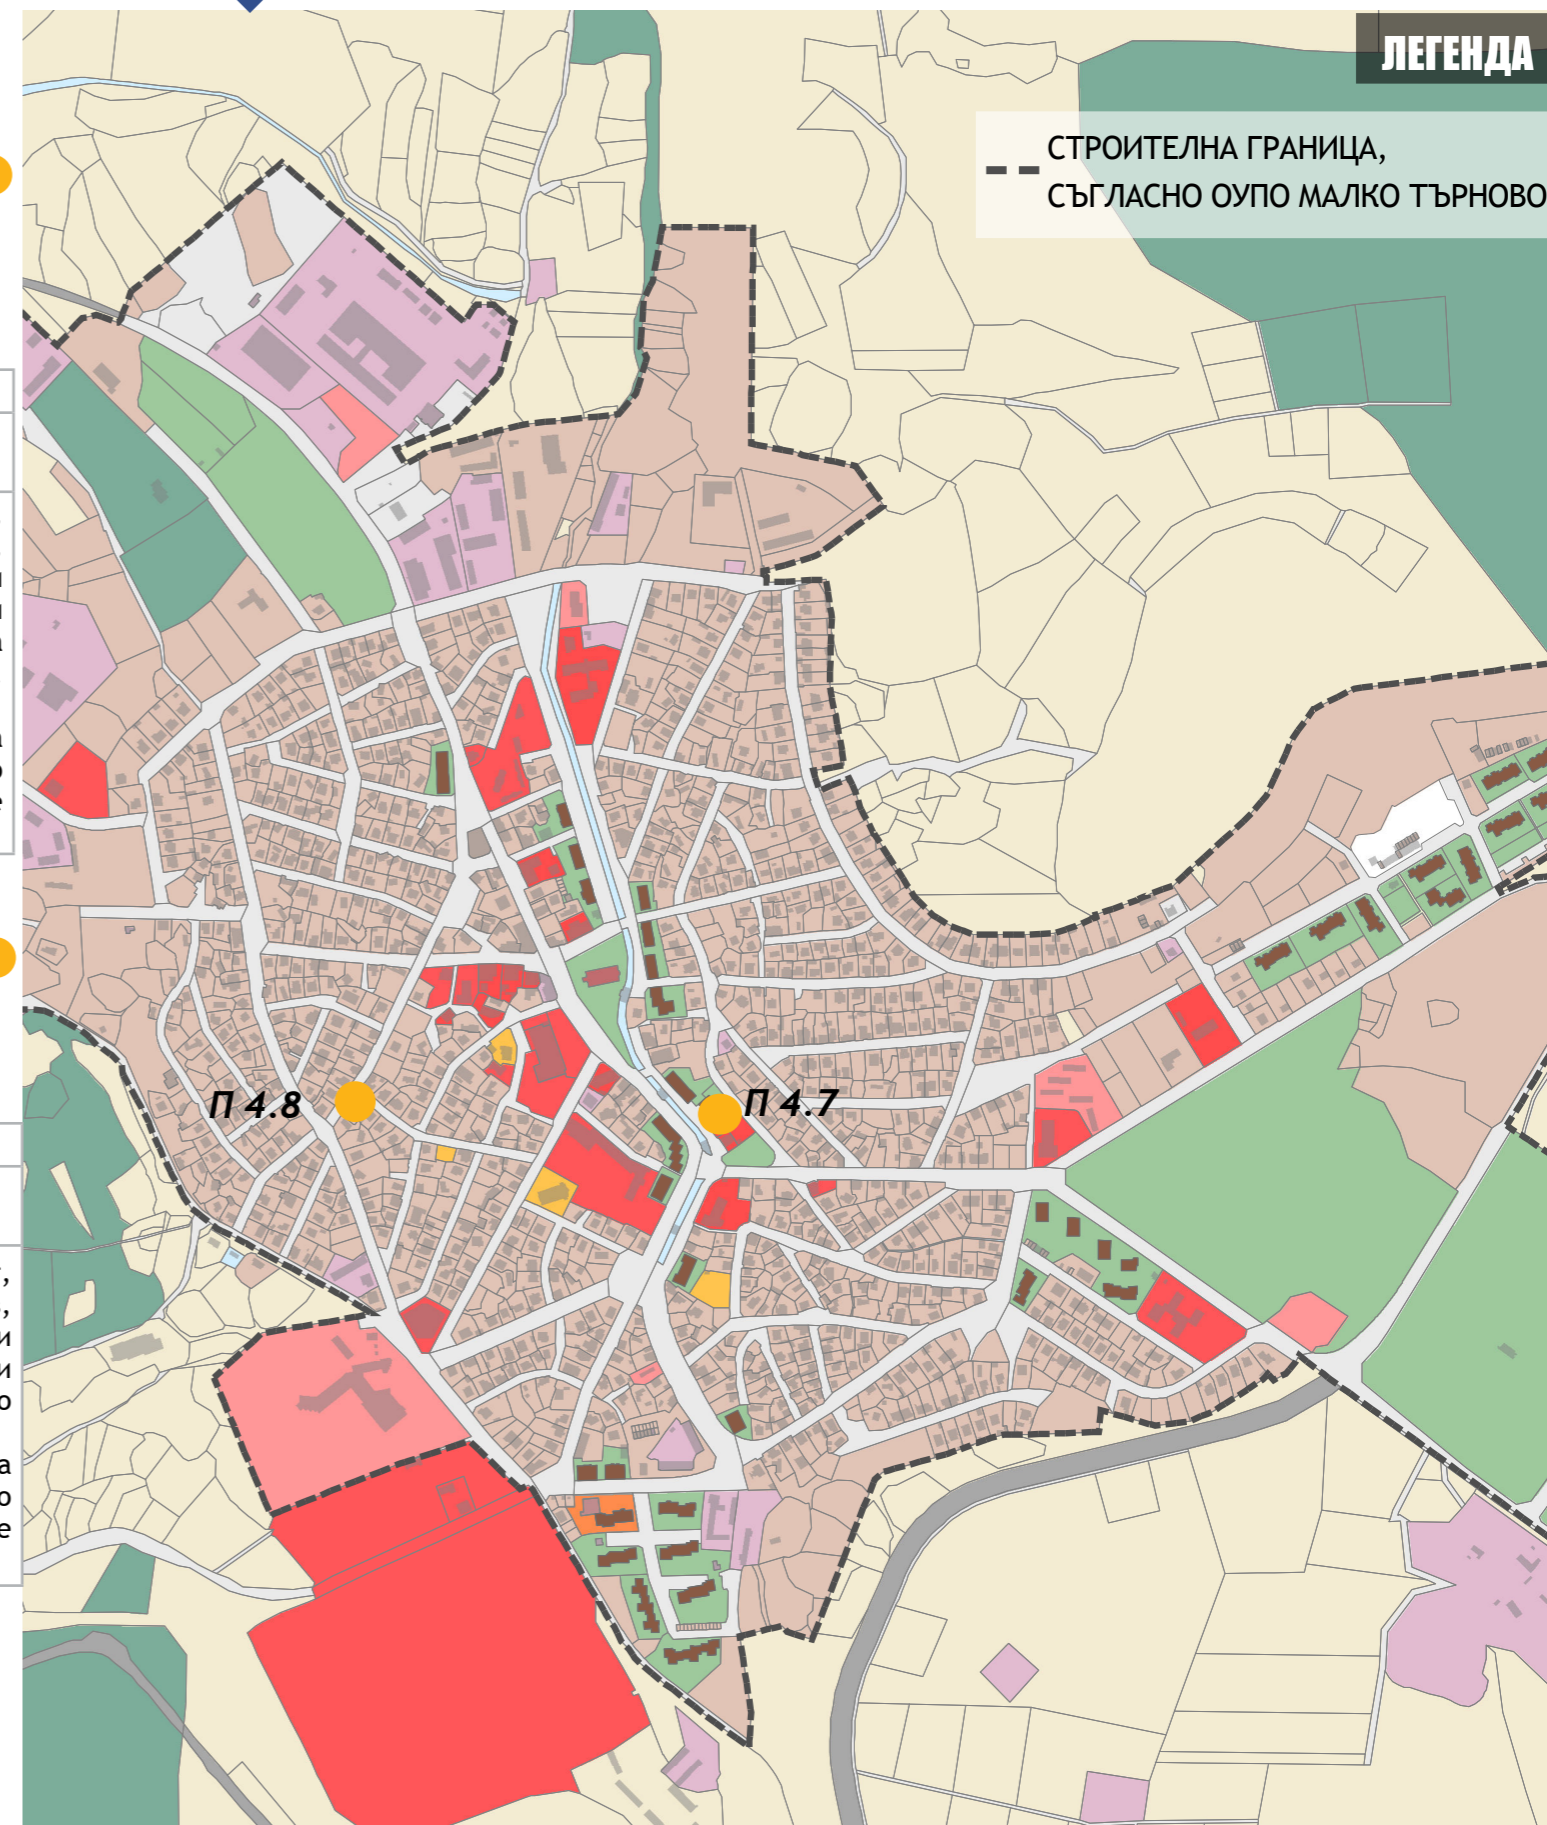 ЛЕГЕНДА
СТРОИТЕЛНА ГРАНИЦА,
СЪГЛАСНО ОУПО МАЛКО ТЪРНОВО
П 4.8
П 4.7